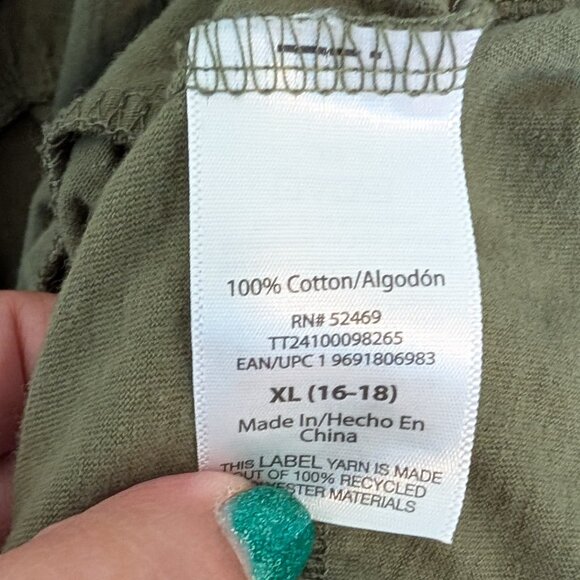 100% Cotton/Algodón
RN# 52469
TT24100098265
EAN/UPC 1 9691806983
XL (16-18)
Made In/Hecho En
China
THIS LABEL YARN IS MADE
OUT OF 100% RECYCLED
POLYESTER MATERIALS